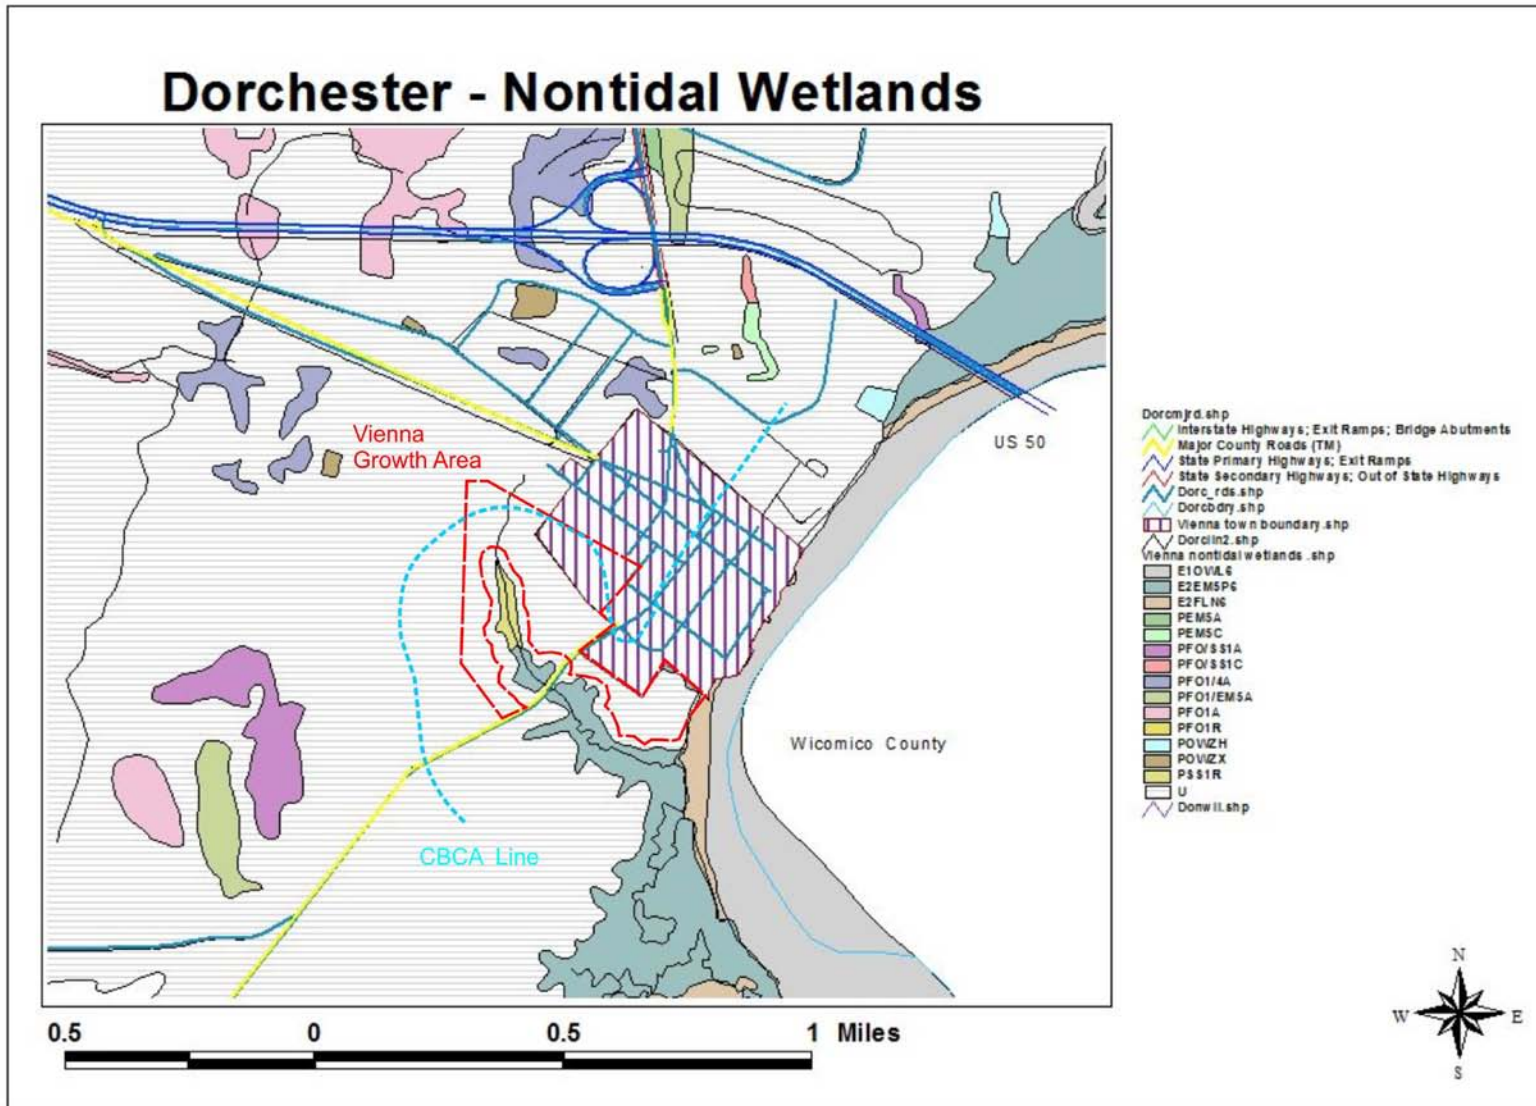 Dorchester - Nontidal Wetlands
Vienna
Growth Area
US 50
Wicomico County
CBCA Line
Dorcmjrd.shp
Interstate Highways; Exit Ramps; Bridge Abutments
Major County Roads (TM)
State Primary Highways; Exit Ramps
State Secondary Highways; Out of State Highways
Dorc_rds.shp
Dorcbdry.shp
Vienna town boundary.shp
Dorclin2.shp
Vienna nontidal wetlands .shp
E1OWL6
E2EM5P6
E2FLN6
PEM5A
PEM5C
PFO/SS1A
PFO/SS1C
PFO1/4A
PFO1/EM5A
PFO1A
PFO1R
POWZH
POWZX
PSS1R
U
0.5 0 0.5 1 Miles
N
W E
S